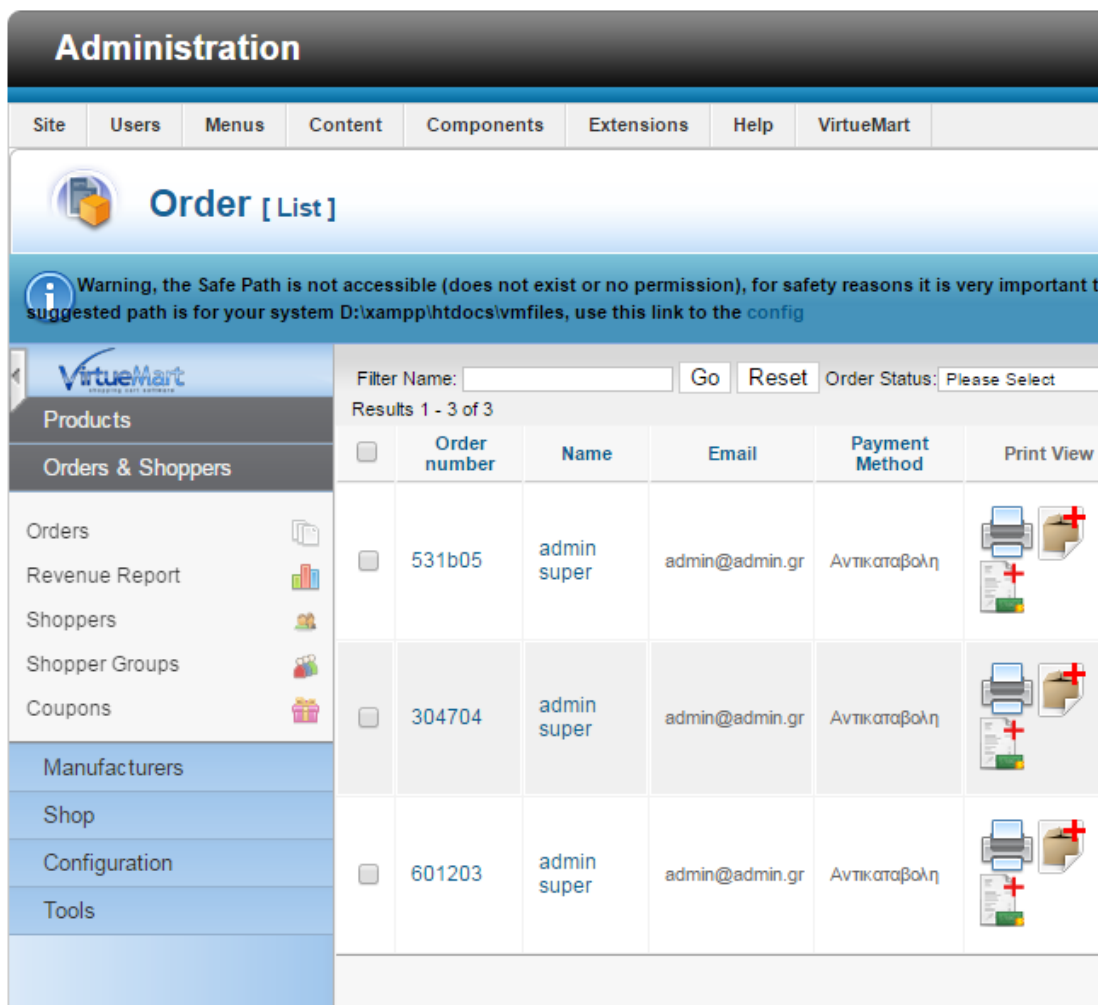 Administration
Site Users Menus Content Components Extensions Help VirtueMart
Order [ List ]
Warning, the Safe Path is not accessible (does not exist or no permission), for safety reasons it is very important t
suggested path is for your system D:\xampp\htdocs\vmfiles, use this link to the config
VirtueMart
shopping cart software
Products
Orders & Shoppers
Orders
Revenue Report
Shoppers
Shopper Groups
Coupons
Manufacturers
Shop
Configuration
Tools
Filter Name: Go Reset Order Status: Please Select
Results 1 - 3 of 3
Order number Name Email Payment Method Print View
531b05 admin super admin@admin.gr Αντικαταβολη
304704 admin super admin@admin.gr Αντικαταβολη
601203 admin super admin@admin.gr Αντικαταβολη